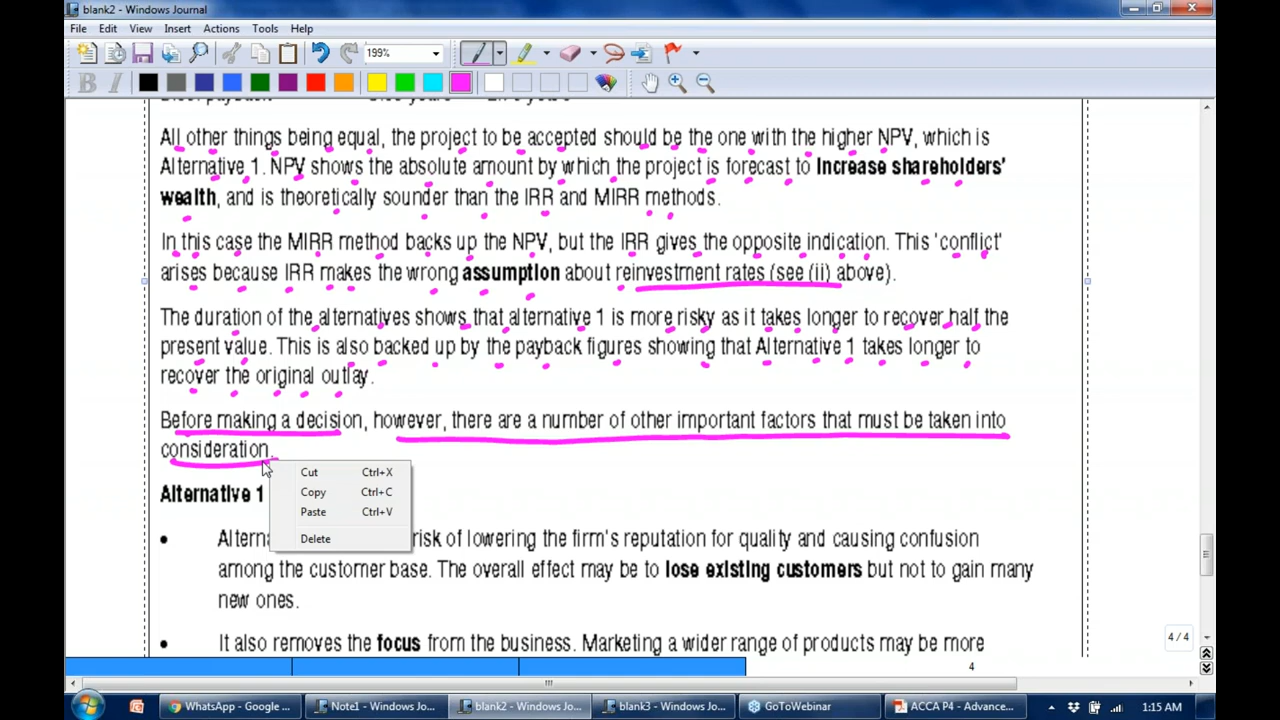 blank2 - Windows Journal
File Edit View Insert Actions Tools Help
199%
B I
All other things being equal, the project to be accepted should be the one with the higher NPV, which is
Alternative 1. NPV shows the absolute amount by which the project is forecast to increase shareholders'
wealth, and is theoretically sounder than the IRR and MIRR methods.
In this case the MIRR method backs up the NPV, but the IRR gives the opposite indication. This 'conflict'
arises because IRR makes the wrong assumption about reinvestment rates (see (ii) above).
The duration of the alternatives shows that alternative 1 is more risky as it takes longer to recover half the
present value. This is also backed up by the payback figures showing that Alternative 1 takes longer to
recover the original outlay.
Before making a decision, however, there are a number of other important factors that must be taken into
consideration.
Cut Ctrl+X
Copy Ctrl+C
Paste Ctrl+V
Delete
Alternative 1
• Alterna risk of lowering the firm's reputation for quality and causing confusion
among the customer base. The overall effect may be to lose existing customers but not to gain many
new ones.
• It also removes the focus from the business. Marketing a wider range of products may be more
4 / 4
4
WhatsApp - Google ... Note1 - Windows Jo... blank2 - Windows Jo... blank3 - Windows Jo... GoToWebinar ACCA P4 - Advance... 1:15 AM